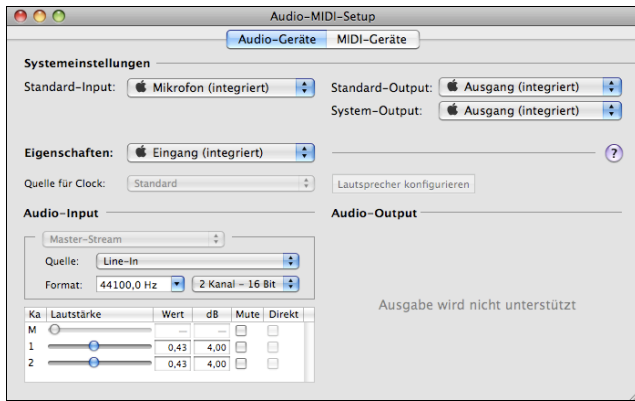 Audio-MIDI-Setup
Audio-Geräte MIDI-Geräte
Systemeinstellungen
Standard-Input: Mikrofon (integriert) Standard-Output: Ausgang (integriert)
System-Output: Ausgang (integriert)
Eigenschaften: Eingang (integriert) ?
Quelle für Clock: Standard Lautsprecher konfigurieren
Audio-Input Audio-Output
Master-Stream
Quelle: Line-In
Format: 44100,0 Hz 2 Kanal – 16 Bit
Ausgabe wird nicht unterstützt
Ka Lautstärke Wert dB Mute Direkt
M — —
1 0,43 4,00
2 0,43 4,00